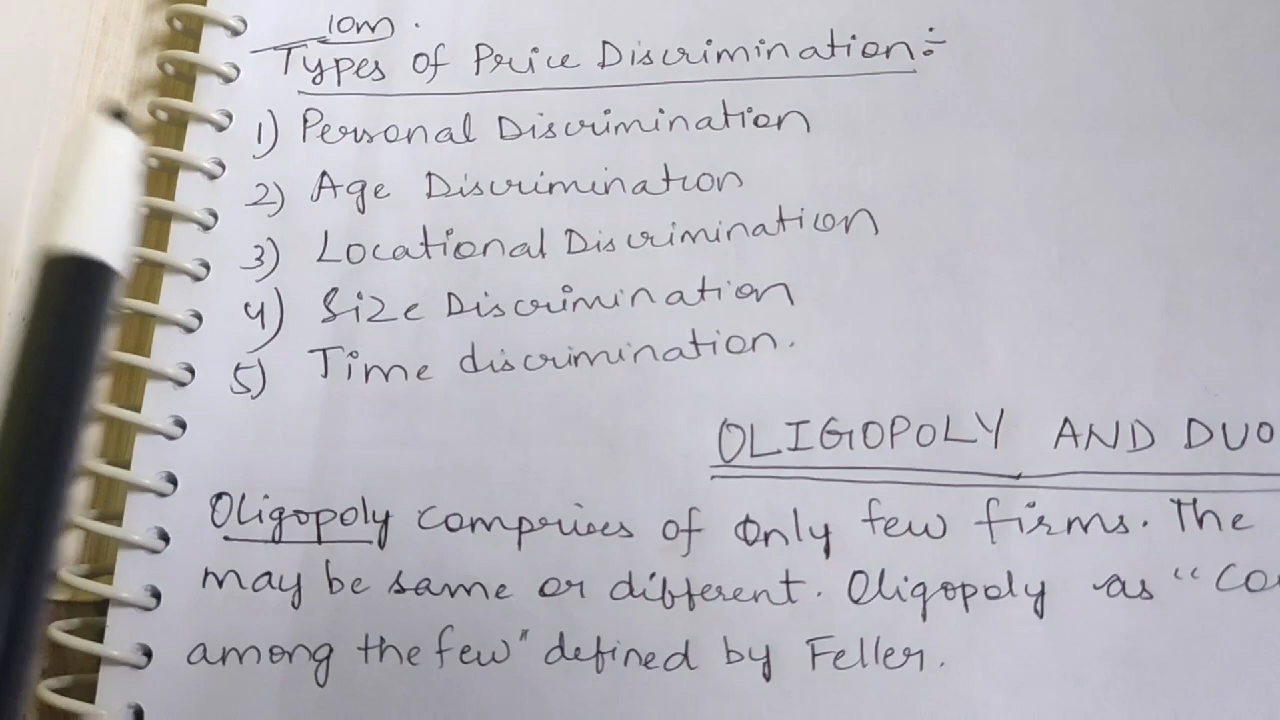 10m.
Types of Price Discrimination:-
1) Personal Discrimination
2) Age Discrimination
3) Locational Discrimination
4) Size Discrimination
5) Time discrimination.
OLIGOPOLY AND DUO
Oligopoly comprises of only few firms. The
may be same or different. Oligopoly as "Co
among the few" defined by Feller.